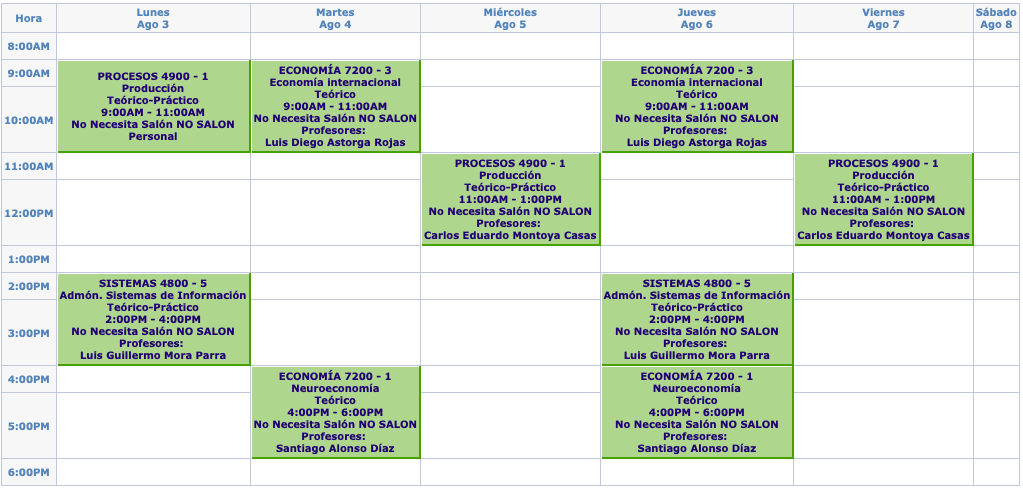 Hora
Lunes
Ago 3
Martes
Ago 4
Miércoles
Ago 5
Jueves
Ago 6
Viernes
Ago 7
Sábado
Ago 8
8:00AM
9:00AM
10:00AM
PROCESOS 4900 - 1
Producción
Teórico-Práctico
9:00AM - 11:00AM
No Necesita Salón NO SALON
Personal
ECONOMÍA 7200 - 3
Economía internacional
Teórico
9:00AM - 11:00AM
No Necesita Salón NO SALON
Profesores:
Luis Diego Astorga Rojas
ECONOMÍA 7200 - 3
Economía internacional
Teórico
9:00AM - 11:00AM
No Necesita Salón NO SALON
Profesores:
Luis Diego Astorga Rojas
11:00AM
12:00PM
PROCESOS 4900 - 1
Producción
Teórico-Práctico
11:00AM - 1:00PM
No Necesita Salón NO SALON
Profesores:
Carlos Eduardo Montoya Casas
PROCESOS 4900 - 1
Producción
Teórico-Práctico
11:00AM - 1:00PM
No Necesita Salón NO SALON
Profesores:
Carlos Eduardo Montoya Casas
1:00PM
2:00PM
3:00PM
SISTEMAS 4800 - 5
Admón. Sistemas de Información
Teórico-Práctico
2:00PM - 4:00PM
No Necesita Salón NO SALON
Profesores:
Luis Guillermo Mora Parra
SISTEMAS 4800 - 5
Admón. Sistemas de Información
Teórico-Práctico
2:00PM - 4:00PM
No Necesita Salón NO SALON
Profesores:
Luis Guillermo Mora Parra
4:00PM
5:00PM
ECONOMÍA 7200 - 1
Neuroeconomía
Teórico
4:00PM - 6:00PM
No Necesita Salón NO SALON
Profesores:
Santiago Alonso Díaz
ECONOMÍA 7200 - 1
Neuroeconomía
Teórico
4:00PM - 6:00PM
No Necesita Salón NO SALON
Profesores:
Santiago Alonso Díaz
6:00PM